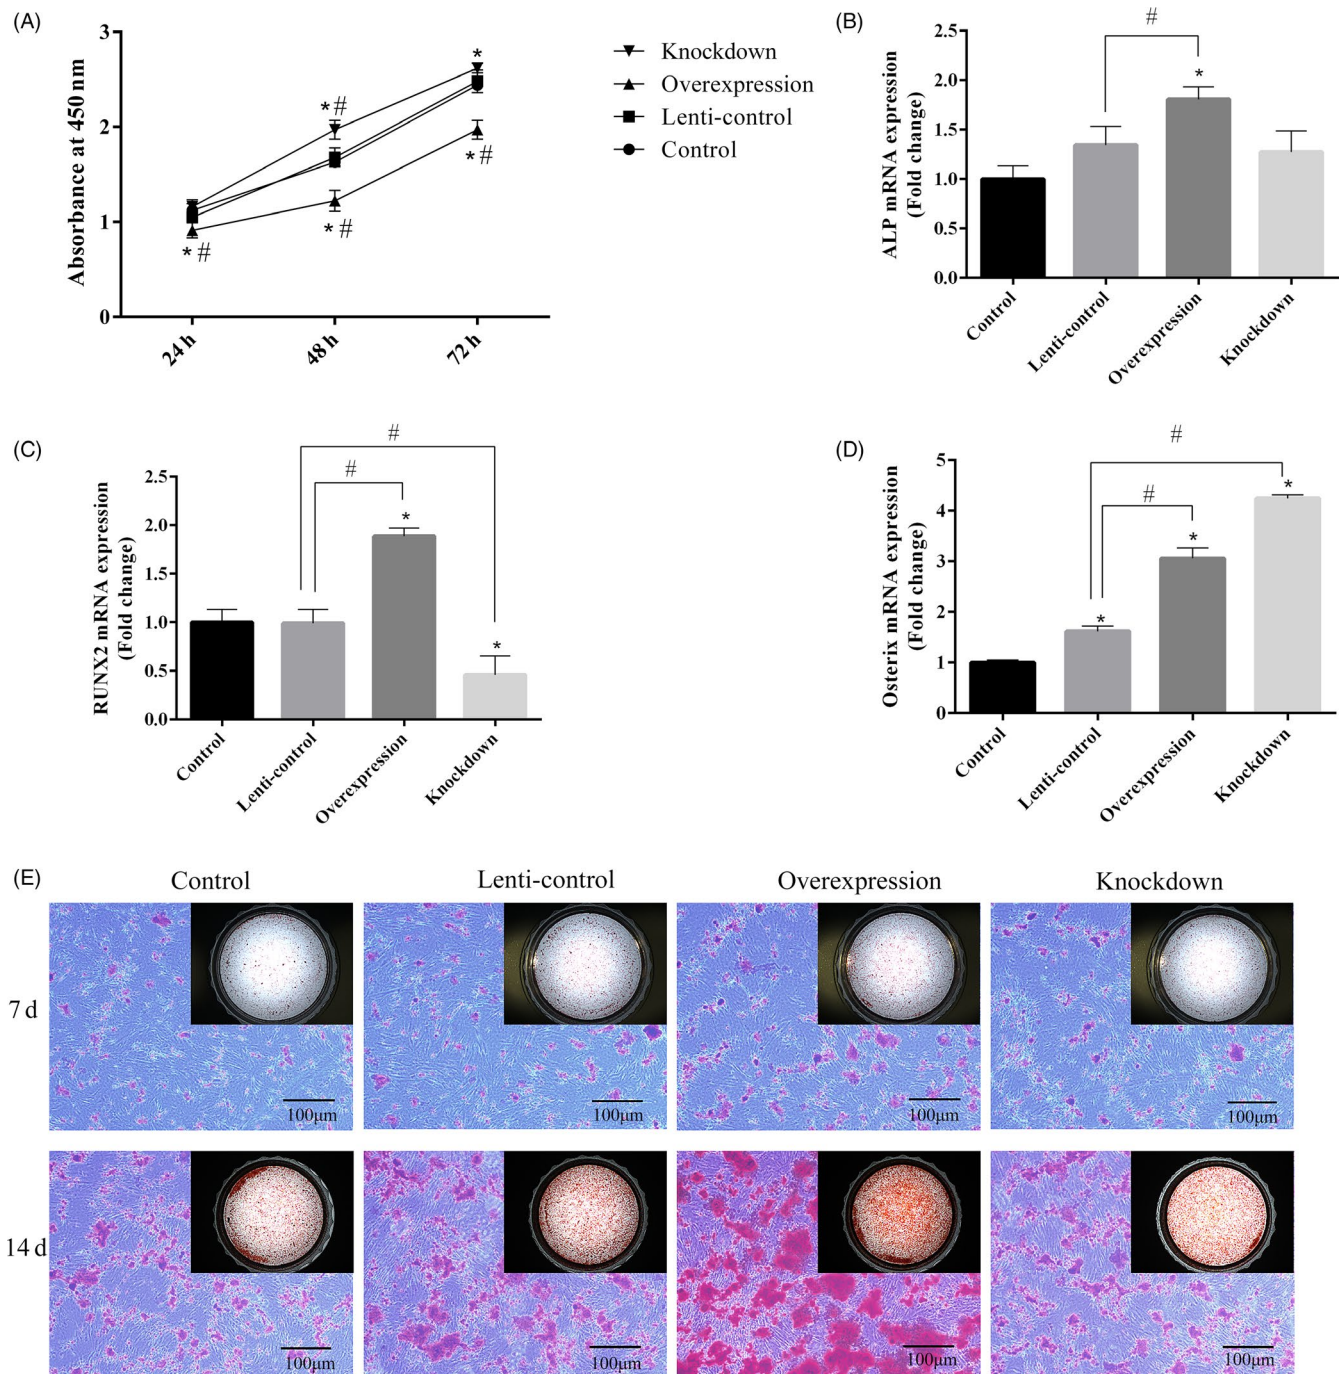 (A)
Absorbance at 450 nm
2
1
0
24 h
48 h
72 h
*
*#
*#
*#
*#
Knockdown
Overexpression
Lenti-control
Control
(B)
ALP mRNA expression
(Fold change)
2.5
2.0
1.5
1.0
0.5
0.0
#
*
Control
Lenti-control
Overexpression
Knockdown
(C)
RUNX2 mRNA expression
(Fold change)
2.5
2.0
1.5
1.0
0.5
0.0
#
#
*
*
Control
Lenti-control
Overexpression
Knockdown
(D)
Osterix mRNA expression
(Fold change)
5
4
3
2
1
0
#
#
*
*
*
Control
Lenti-control
Overexpression
Knockdown
(E)
Control
Lenti-control
Overexpression
Knockdown
7 d
100μm
100μm
100μm
100μm
14 d
100μm
100μm
100μm
100μm